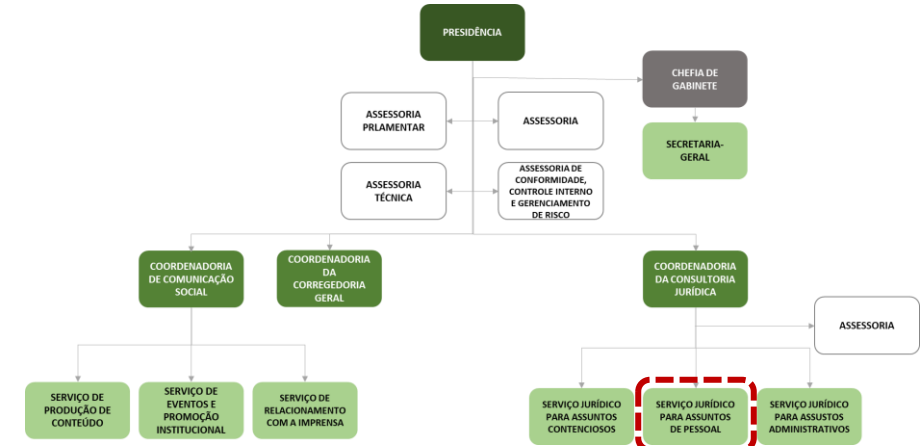 PRESIDÊNCIA
CHEFIA DE
GABINETE
ASSESSORIA
PRLAMENTAR
ASSESSORIA
SECRETARIA-
GERAL
ASSESSORIA
TÉCNICA
ASSESSORIA DE
CONFORMIDADE,
CONTROLE INTERNO
E GERENCIAMENTO
DE RISCO
COORDENADORIA
DE COMUNICAÇÃO
SOCIAL
COORDENADORIA
DA
CORREGEDORIA
GERAL
COORDENADORIA
DA CONSULTORIA
JURÍDICA
ASSESSORIA
SERVIÇO DE
PRODUÇÃO DE
CONTEÚDO
SERVIÇO DE
EVENTOS E
PROMOÇÃO
INSTITUCIONAL
SERVIÇO DE
RELACIONAMENTO
COM A IMPRENSA
SERVIÇO JURÍDICO
PARA ASSUNTOS
CONTENCIOSOS
SERVIÇO JURÍDICO
PARA ASSUNTOS
DE PESSOAL
SERVIÇO JURÍDICO
PARA ASSUSTOS
ADMINISTRATIVOS